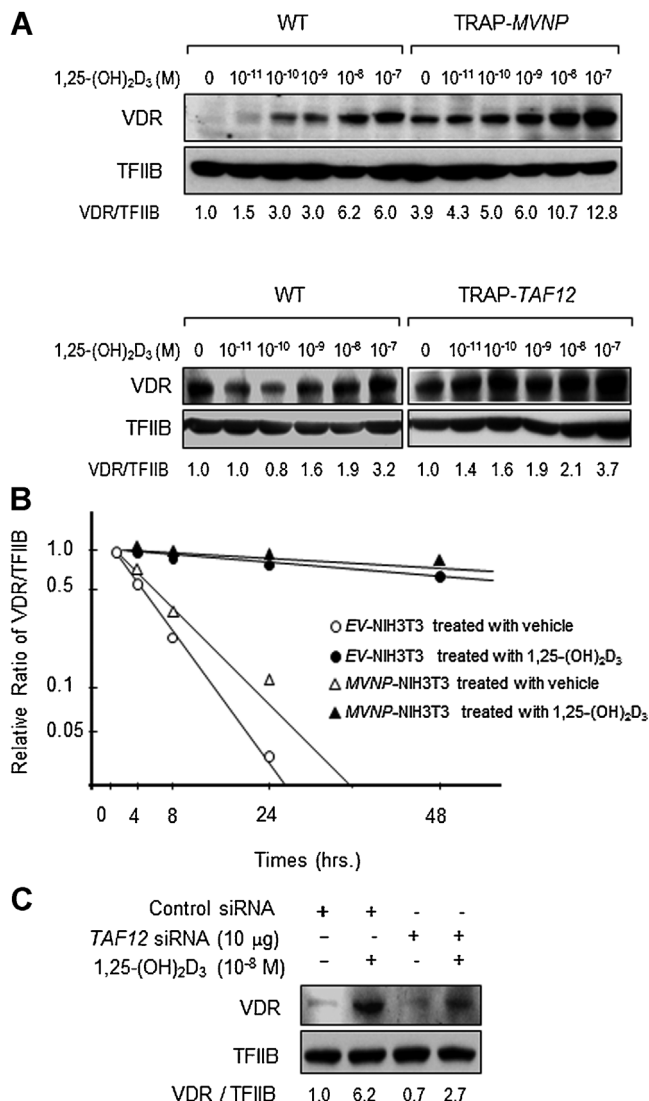 A
WT TRAP-MVNP
1,25-(OH)2D3 (M) 0 10-11 10-10 10-9 10-8 10-7 0 10-11 10-10 10-9 10-8 10-7
VDR
TFIIB
VDR/TFIIB 1.0 1.5 3.0 3.0 6.2 6.0 3.9 4.3 5.0 6.0 10.7 12.8
WT TRAP-TAF12
1,25-(OH)2D3 (M) 0 10-11 10-10 10-9 10-8 10-7 0 10-11 10-10 10-9 10-8 10-7
VDR
TFIIB
VDR/TFIIB 1.0 1.0 0.8 1.6 1.9 3.2 1.0 1.4 1.6 1.9 2.1 3.7
B
Relative Ratio of VDR/TFIIB
1.0
0.5
0.1
0.05
EV-NIH3T3 treated with vehicle
EV-NIH3T3 treated with 1,25-(OH)2D3
MVNP-NIH3T3 treated with vehicle
MVNP-NIH3T3 treated with 1,25-(OH)2D3
0 4 8 24 48
Times (hrs.)
C
Control siRNA + + - -
TAF12 siRNA (10 µg) – - + +
1,25-(OH)2D3 (10-8 M) – + – +
VDR
TFIIB
VDR / TFIIB 1.0 6.2 0.7 2.7